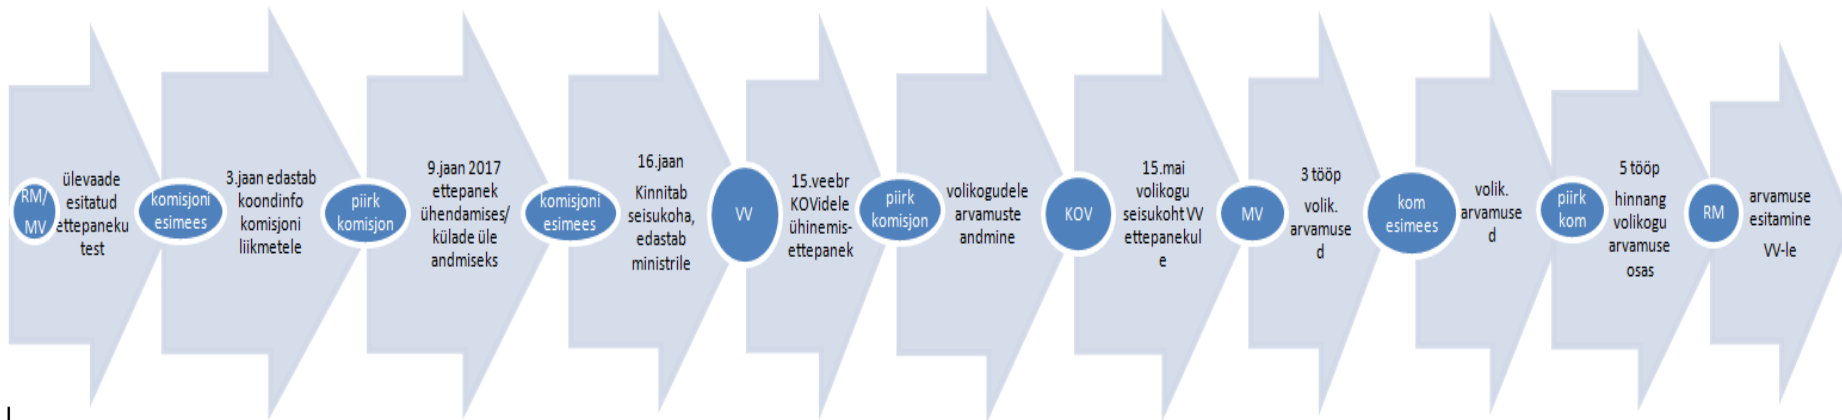 RM/
MV
ülevaade
esitatud
ettepaneku
test
komisjoni
esimees
3.jaan edastab
koondinfo
komisjoni
liikmetele
piirk
komisjon
9.jaan 2017
ettepanek
ühendamises/
külade üle
andmiseks
komisjoni
esimees
16.jaan
Kinnitab
seisukoha,
edastab
ministrile
VV
15.veebr
KOVidele
ühinemis-
ettepanek
piirk
komisjon
volikogudele
arvamuste
andmine
KOV
15.mai
volikogu
seisukoht VV
ettepanekul
e
MV
3 tööp
volik.
arvamuse
d
kom
esimees
volik.
arvamuse
d
piirk
kom
5 tööp
hinnang
volikogu
arvamuse
osas
RM
arvamuse
esitamine
VV-le